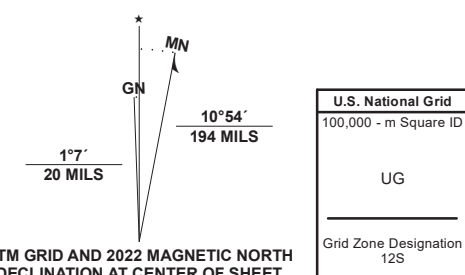 ★
MN
GN
10°54´
194 MILS
1°7´
20 MILS
TM GRID AND 2022 MAGNETIC NORTH
DECLINATION AT CENTER OF SHEET
U.S. National Grid
100,000 - m Square ID
UG
Grid Zone Designation
12S